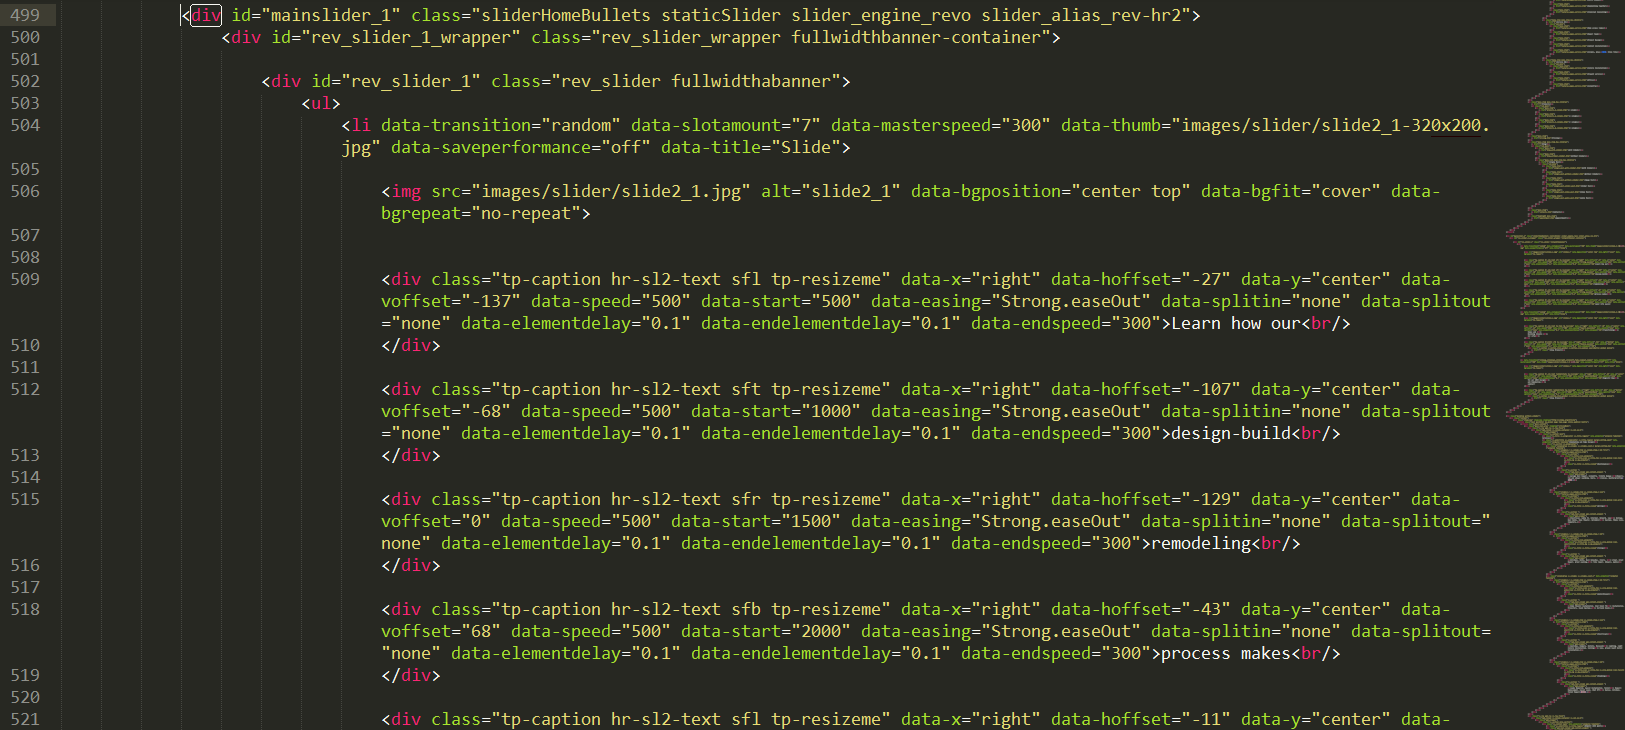 499 <div id="mainslider_1" class="sliderHomeBullets staticSlider slider_engine_revo slider_alias_rev-hr2">
500 <div id="rev_slider_1_wrapper" class="rev_slider_wrapper fullwidthbanner-container">
501
502 <div id="rev_slider_1" class="rev_slider fullwidthabanner">
503 <ul>
504 <li data-transition="random" data-slotamount="7" data-masterspeed="300" data-thumb="images/slider/slide2_1-320x200.
jpg" data-saveperformance="off" data-title="Slide">
505
506 <img src="images/slider/slide2_1.jpg" alt="slide2_1" data-bgposition="center top" data-bgfit="cover" data-
bgrepeat="no-repeat">
507
508
509 <div class="tp-caption hr-sl2-text sfl tp-resizeme" data-x="right" data-hoffset="-27" data-y="center" data-
voffset="-137" data-speed="500" data-start="500" data-easing="Strong.easeOut" data-splitin="none" data-splitout
="none" data-elementdelay="0.1" data-endelementdelay="0.1" data-endspeed="300">Learn how our<br/>
510 </div>
511
512 <div class="tp-caption hr-sl2-text sft tp-resizeme" data-x="right" data-hoffset="-107" data-y="center" data-
voffset="-68" data-speed="500" data-start="1000" data-easing="Strong.easeOut" data-splitin="none" data-splitout
="none" data-elementdelay="0.1" data-endelementdelay="0.1" data-endspeed="300">design-build<br/>
513 </div>
514
515 <div class="tp-caption hr-sl2-text sfr tp-resizeme" data-x="right" data-hoffset="-129" data-y="center" data-
voffset="0" data-speed="500" data-start="1500" data-easing="Strong.easeOut" data-splitin="none" data-splitout="
none" data-elementdelay="0.1" data-endelementdelay="0.1" data-endspeed="300">remodeling<br/>
516 </div>
517
518 <div class="tp-caption hr-sl2-text sfb tp-resizeme" data-x="right" data-hoffset="-43" data-y="center" data-
voffset="68" data-speed="500" data-start="2000" data-easing="Strong.easeOut" data-splitin="none" data-splitout=
"none" data-elementdelay="0.1" data-endelementdelay="0.1" data-endspeed="300">process makes<br/>
519 </div>
520
521 <div class="tp-caption hr-sl2-text sfl tp-resizeme" data-x="right" data-hoffset="-11" data-y="center" data-